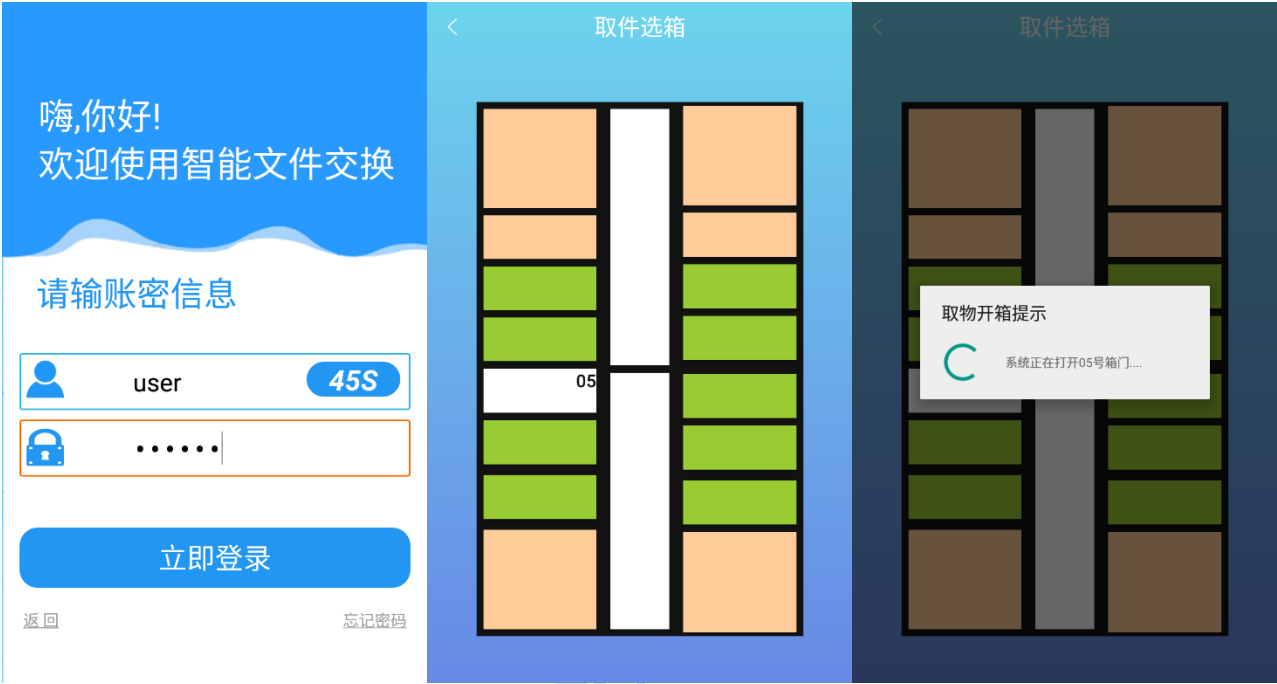 嗨,你好!
欢迎使用智能文件交换
请输账密信息
user
45S
••••••
立即登录
返回
忘记密码
取件选箱
05
取件选箱
取物开箱提示
系统正在打开05号箱门....